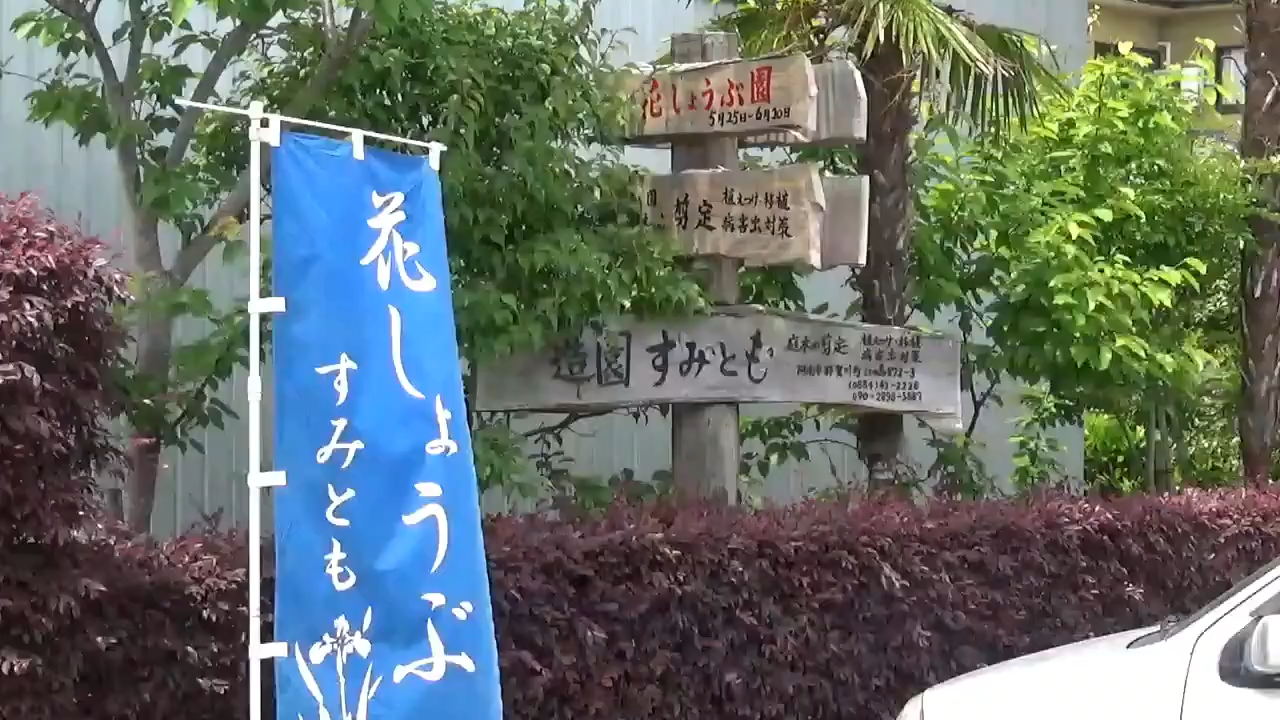 花しょうぶ
すみとも
花しょうぶ園
5月25日~6月20日
剪定
植えつけ・移植
病害虫対策
造園 すみとも
庭木の剪定
植えつけ・移植
病害虫対策